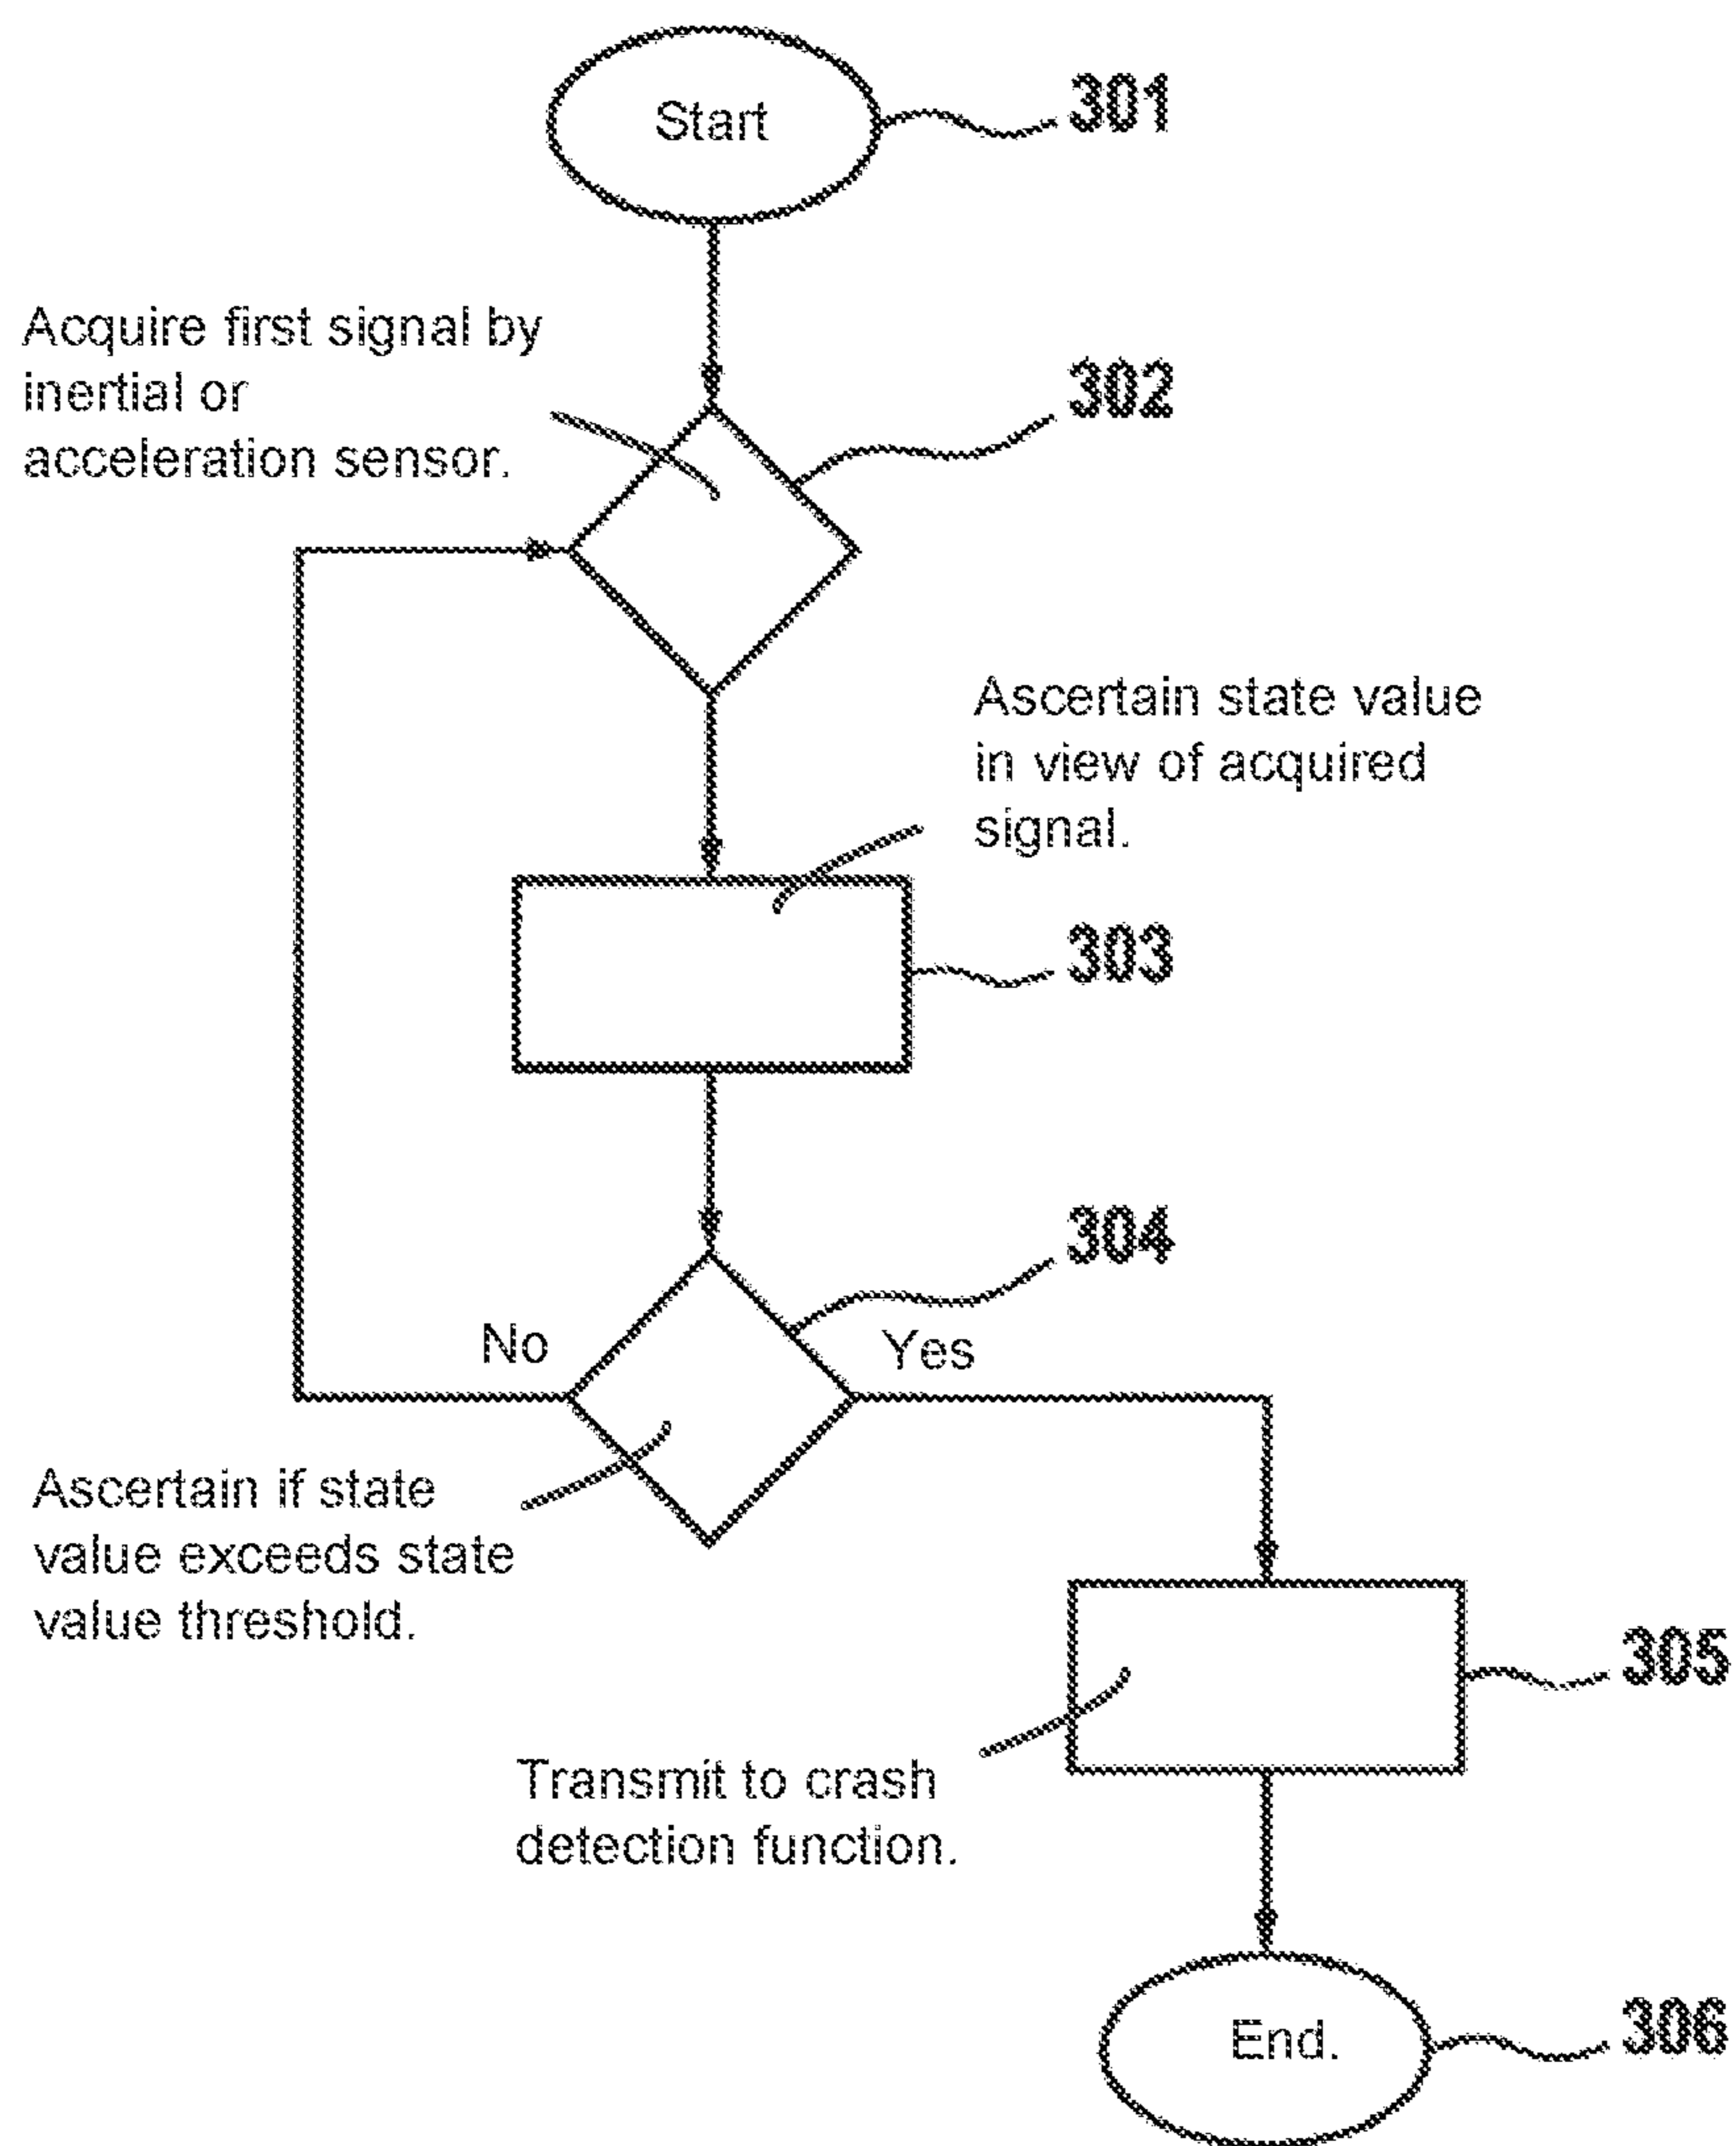 Start
301
Acquire first signal by
inertial or
acceleration sensor.
302
Ascertain state value
in view of acquired
signal.
303
304
No
Yes
Ascertain if state
value exceeds state
value threshold.
305
Transmit to crash
detection function.
End.
306